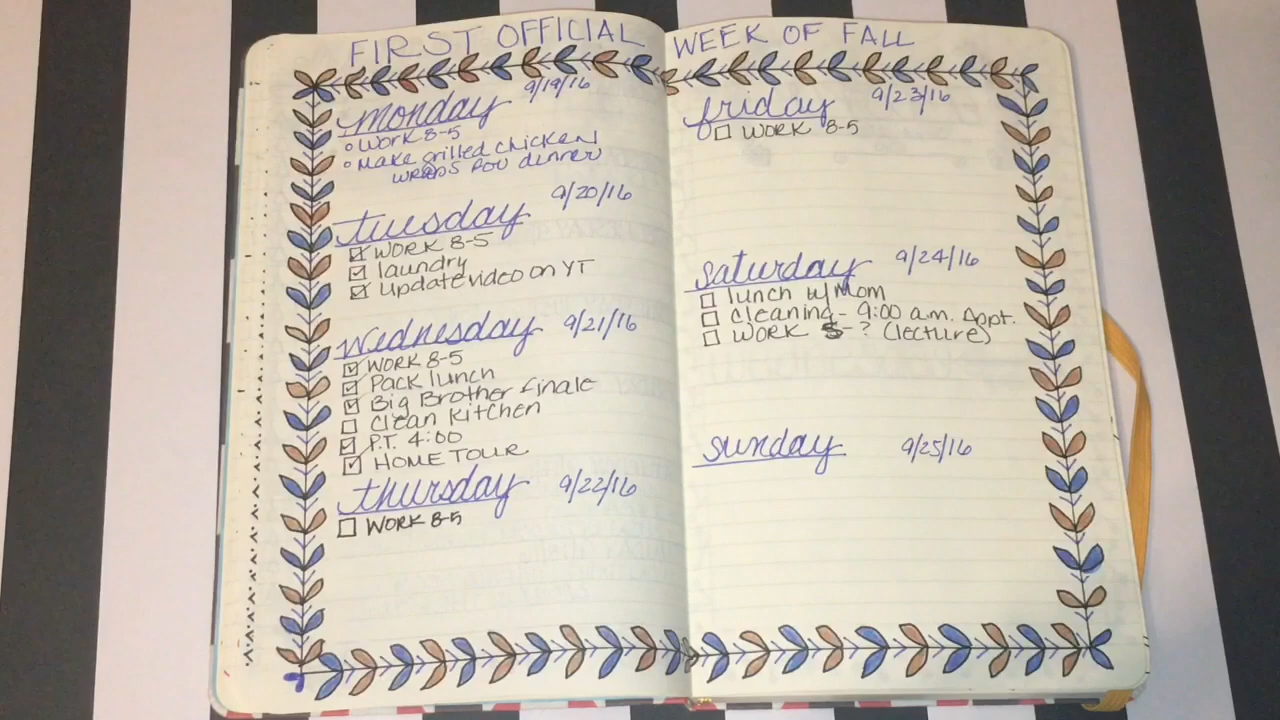 FIRST OFFICIAL WEEK OF FALL
monday 9/19/16
Work 8-5
Make grilled chicken
wraps for dinner
tuesday 9/20/16
WORK 8-5
laundry
update video on YT
wednesday 9/21/16
WORK 8-5
Pack lunch
Big Brother finale
Clean Kitchen
P.T. 4:00
HOME TOUR
thursday 9/22/16
WORK 8-5
friday 9/23/16
WORK 8-5
saturday 9/24/16
lunch w/ Mom
cleaning - 9:00 a.m. Appt.
WORK - ? (lecture)
sunday 9/25/16